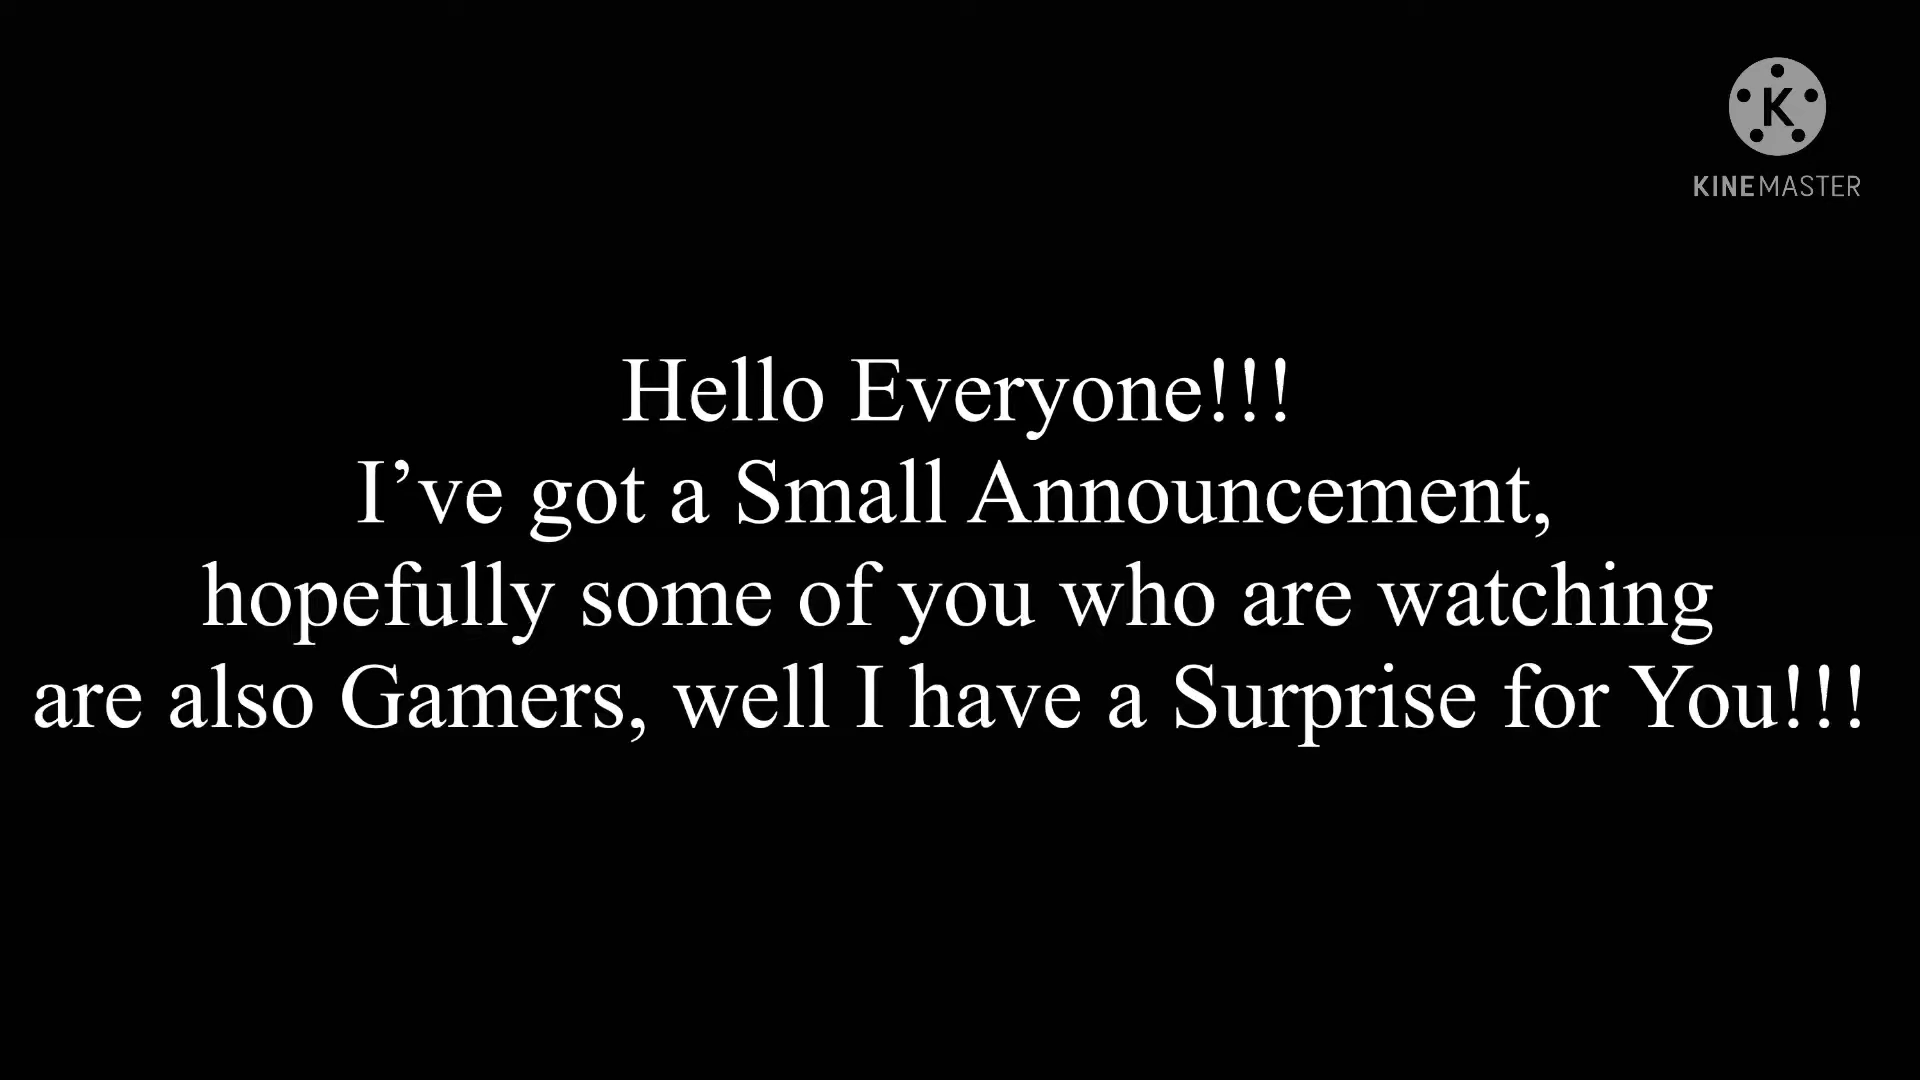 K
KINEMASTER
Hello Everyone!!!
I’ve got a Small Announcement,
hopefully some of you who are watching
are also Gamers, well I have a Surprise for You!!!